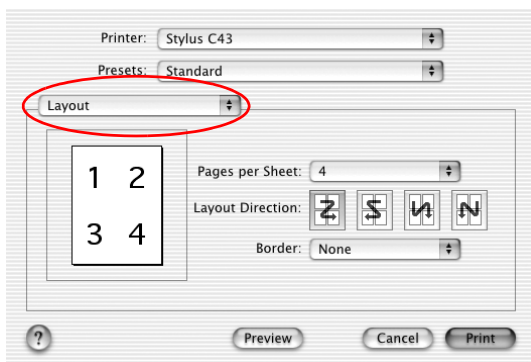 Printer: Stylus C43
Presets: Standard
Layout
1 2
3 4
Pages per Sheet: 4
Layout Direction:
Border: None
? Preview Cancel Print